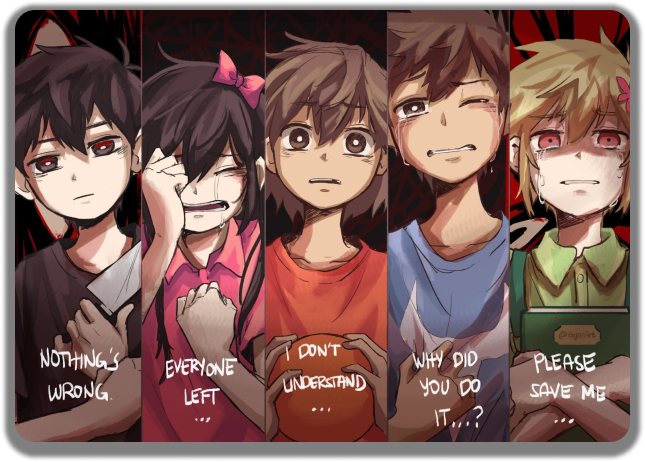 NOTHING'S
WRONG.
EVERYONE
LEFT
...
I DON'T
UNDERSTAND
...
WHY DID
YOU DO
IT...?
PLEASE
SAVE ME
...